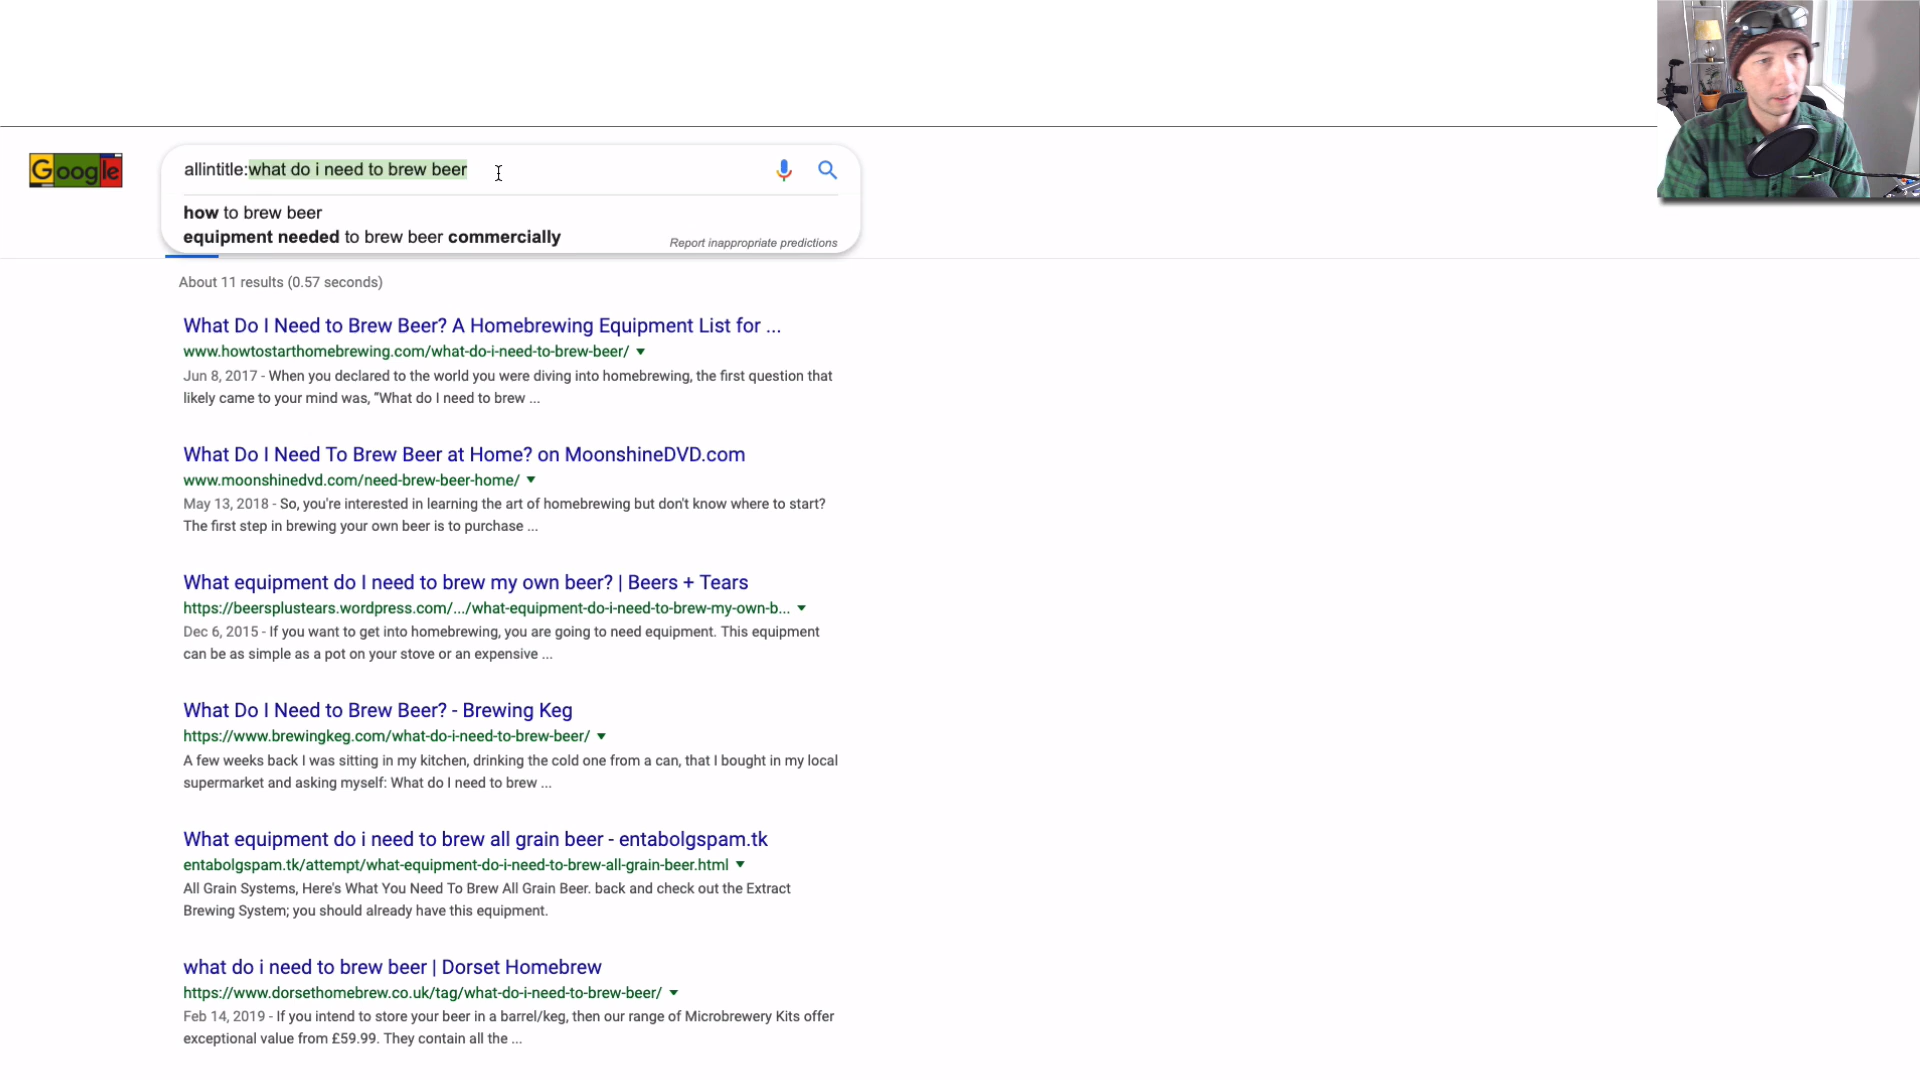 Google
allintitle:what do i need to brew beer
how to brew beer
equipment needed to brew beer commercially
Report inappropriate predictions
About 11 results (0.57 seconds)
What Do I Need to Brew Beer? A Homebrewing Equipment List for ...
www.howtostarthomebrewing.com/what-do-i-need-to-brew-beer/
Jun 8, 2017 - When you declared to the world you were diving into homebrewing, the first question that
likely came to your mind was, “What do I need to brew ...
What Do I Need To Brew Beer at Home? on MoonshineDVD.com
www.moonshinedvd.com/need-brew-beer-home/
May 13, 2018 - So, you're interested in learning the art of homebrewing but don't know where to start?
The first step in brewing your own beer is to purchase ...
What equipment do I need to brew my own beer? | Beers + Tears
https://beersplustears.wordpress.com/.../what-equipment-do-i-need-to-brew-my-own-b...
Dec 6, 2015 - If you want to get into homebrewing, you are going to need equipment. This equipment
can be as simple as a pot on your stove or an expensive ...
What Do I Need to Brew Beer? - Brewing Keg
https://www.brewingkeg.com/what-do-i-need-to-brew-beer/
A few weeks back I was sitting in my kitchen, drinking the cold one from a can, that I bought in my local
supermarket and asking myself: What do I need to brew ...
What equipment do i need to brew all grain beer - entabolgspam.tk
entabolgspam.tk/attempt/what-equipment-do-i-need-to-brew-all-grain-beer.html
All Grain Systems, Here's What You Need To Brew All Grain Beer. back and check out the Extract
Brewing System; you should already have this equipment.
what do i need to brew beer | Dorset Homebrew
https://www.dorsethomebrew.co.uk/tag/what-do-i-need-to-brew-beer/
Feb 14, 2019 - If you intend to store your beer in a barrel/keg, then our range of Microbrewery Kits offer
exceptional value from £59.99. They contain all the ...